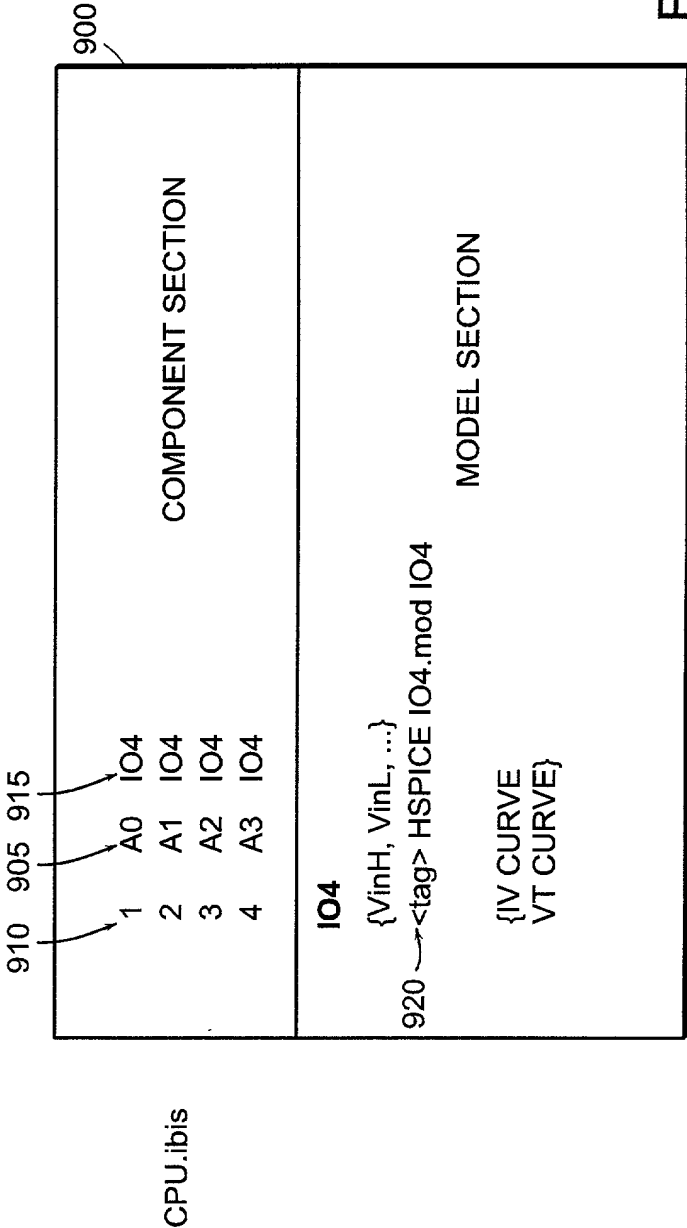 CPU.ibis
910 905 915
900
1 A0 IO4
2 A1 IO4
3 A2 IO4
4 A3 IO4
COMPONENT SECTION
IO4
{VinH, VinL, ...}
920 <tag> HSPICE IO4.mod IO4
MODEL SECTION
{IV CURVE
VT CURVE}